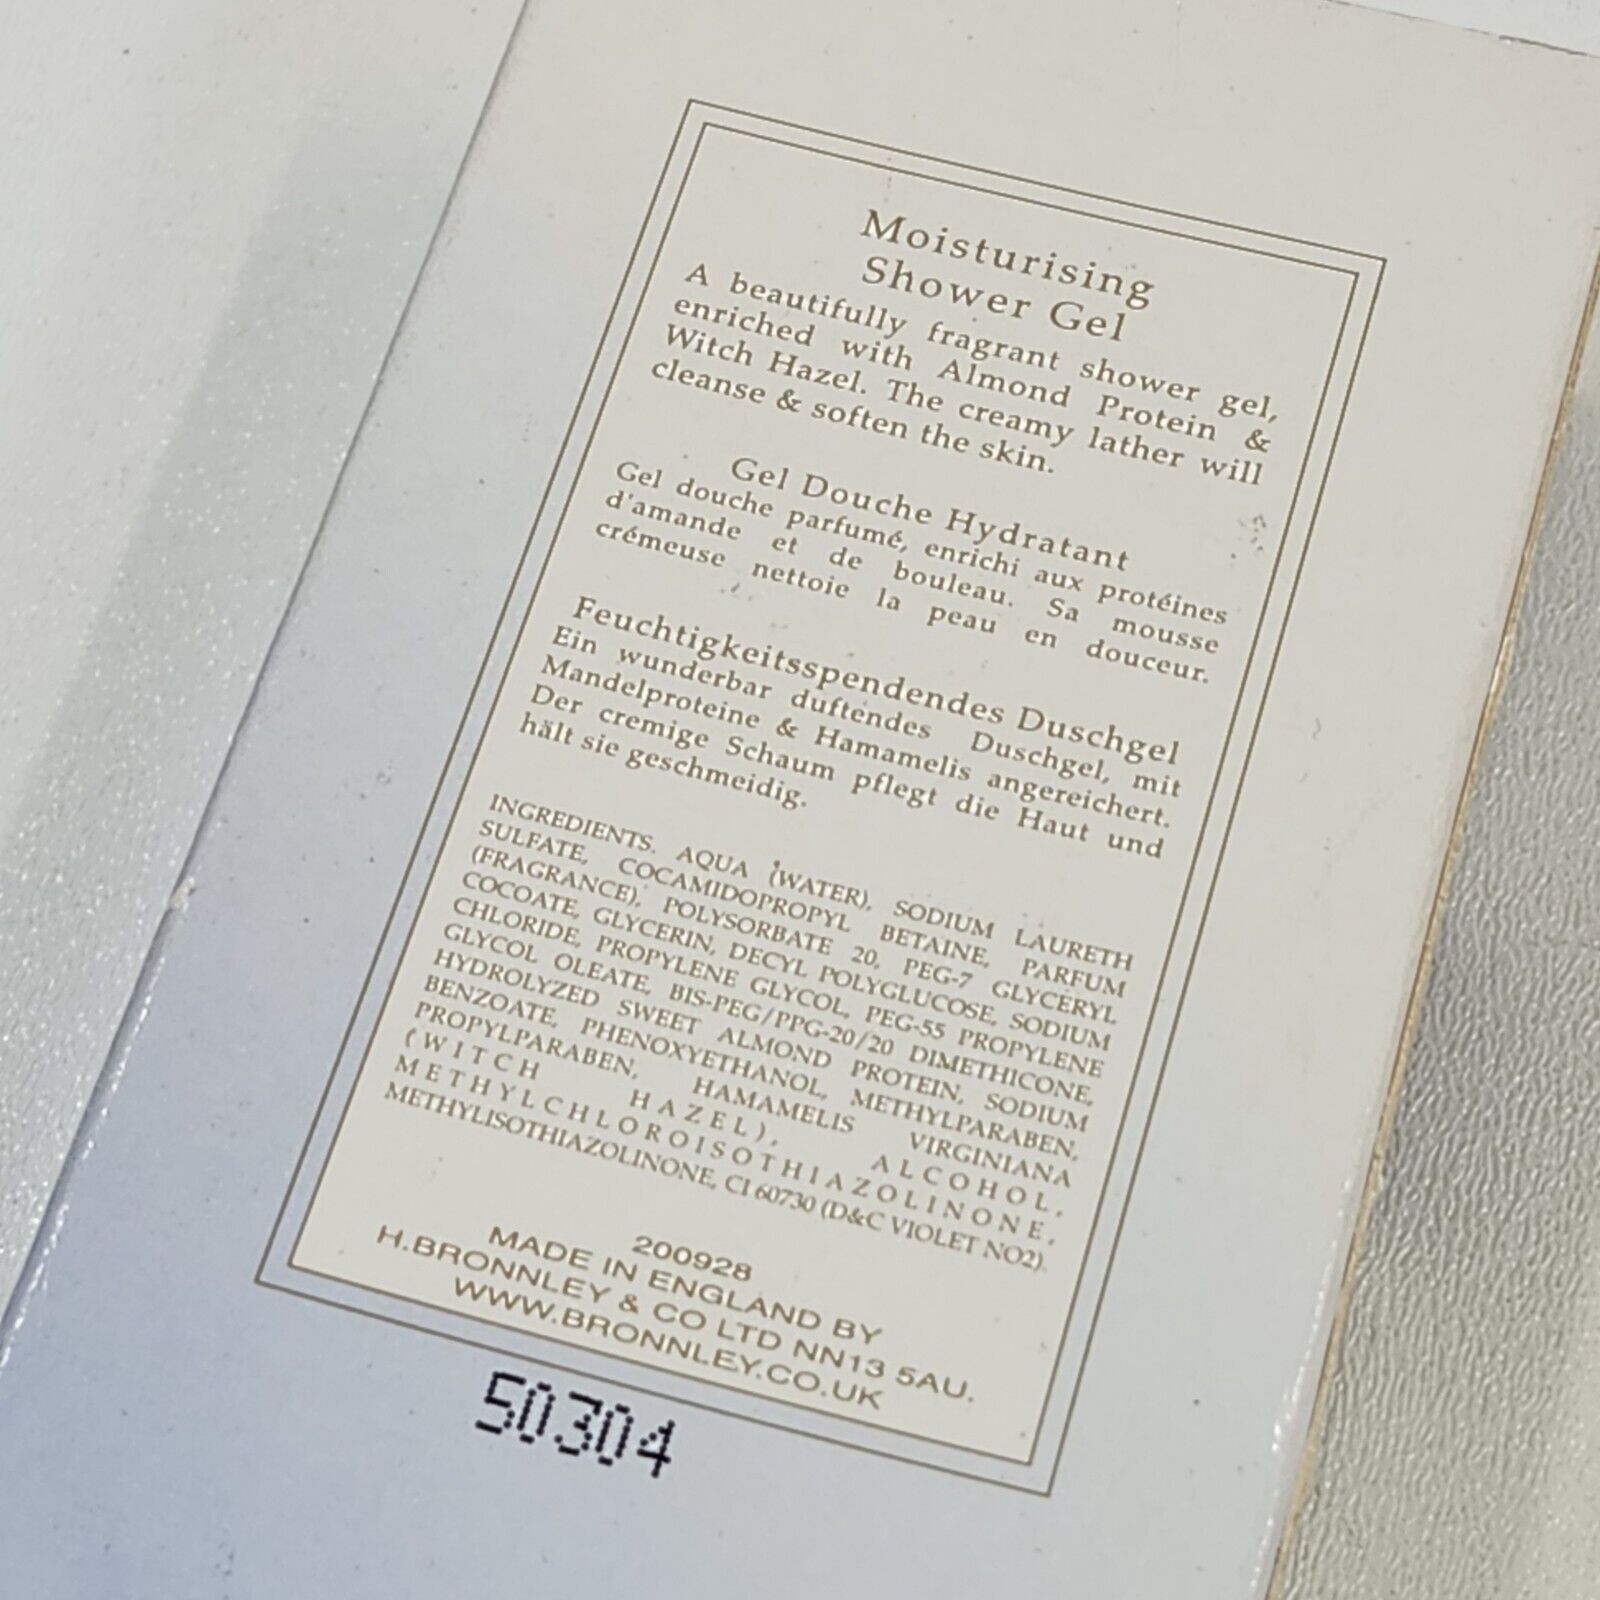 Moisturising
Shower Gel
A beautifully fragrant shower gel,
enriched with Almond Protein &
Witch Hazel. The creamy lather will
cleanse & soften the skin.
Gel Douche Hydratant
Gel douche parfumé, enrichi aux protéines
d'amande et de bouleau. Sa mousse
crémeuse nettoie la peau en douceur.
Feuchtigkeitsspendendes Duschgel
Ein wunderbar duftendes Duschgel, mit
Mandelproteine & Hamamelis angereichert.
Der cremige Schaum pflegt die Haut und
hält sie geschmeidig.
INGREDIENTS. AQUA (WATER), SODIUM LAURETH
SULFATE, COCAMIDOPROPYL BETAINE, PARFUM
(FRAGRANCE), POLYSORBATE 20, PEG-7 GLYCERYL
COCOATE, GLYCERIN, DECYL POLYGLUCOSE, SODIUM
CHLORIDE, PROPYLENE GLYCOL, PEG-55 PROPYLENE
GLYCOL OLEATE, BIS-PEG/PPG-20/20 DIMETHICONE,
HYDROLYZED SWEET ALMOND PROTEIN, SODIUM
BENZOATE, PHENOXYETHANOL, METHYLPARABEN,
PROPYLPARABEN, HAMAMELIS VIRGINIANA
(WITCH HAZEL), ALCOHOL,
METHYLCHLOROISOTHIAZOLINONE,
METHYLISOTHIAZOLINONE, CI 60730 (D&C VIOLET NO2).
200928
MADE IN ENGLAND BY
H.BRONNLEY & CO LTD NN13 5AU.
WWW.BRONNLEY.CO.UK
50304